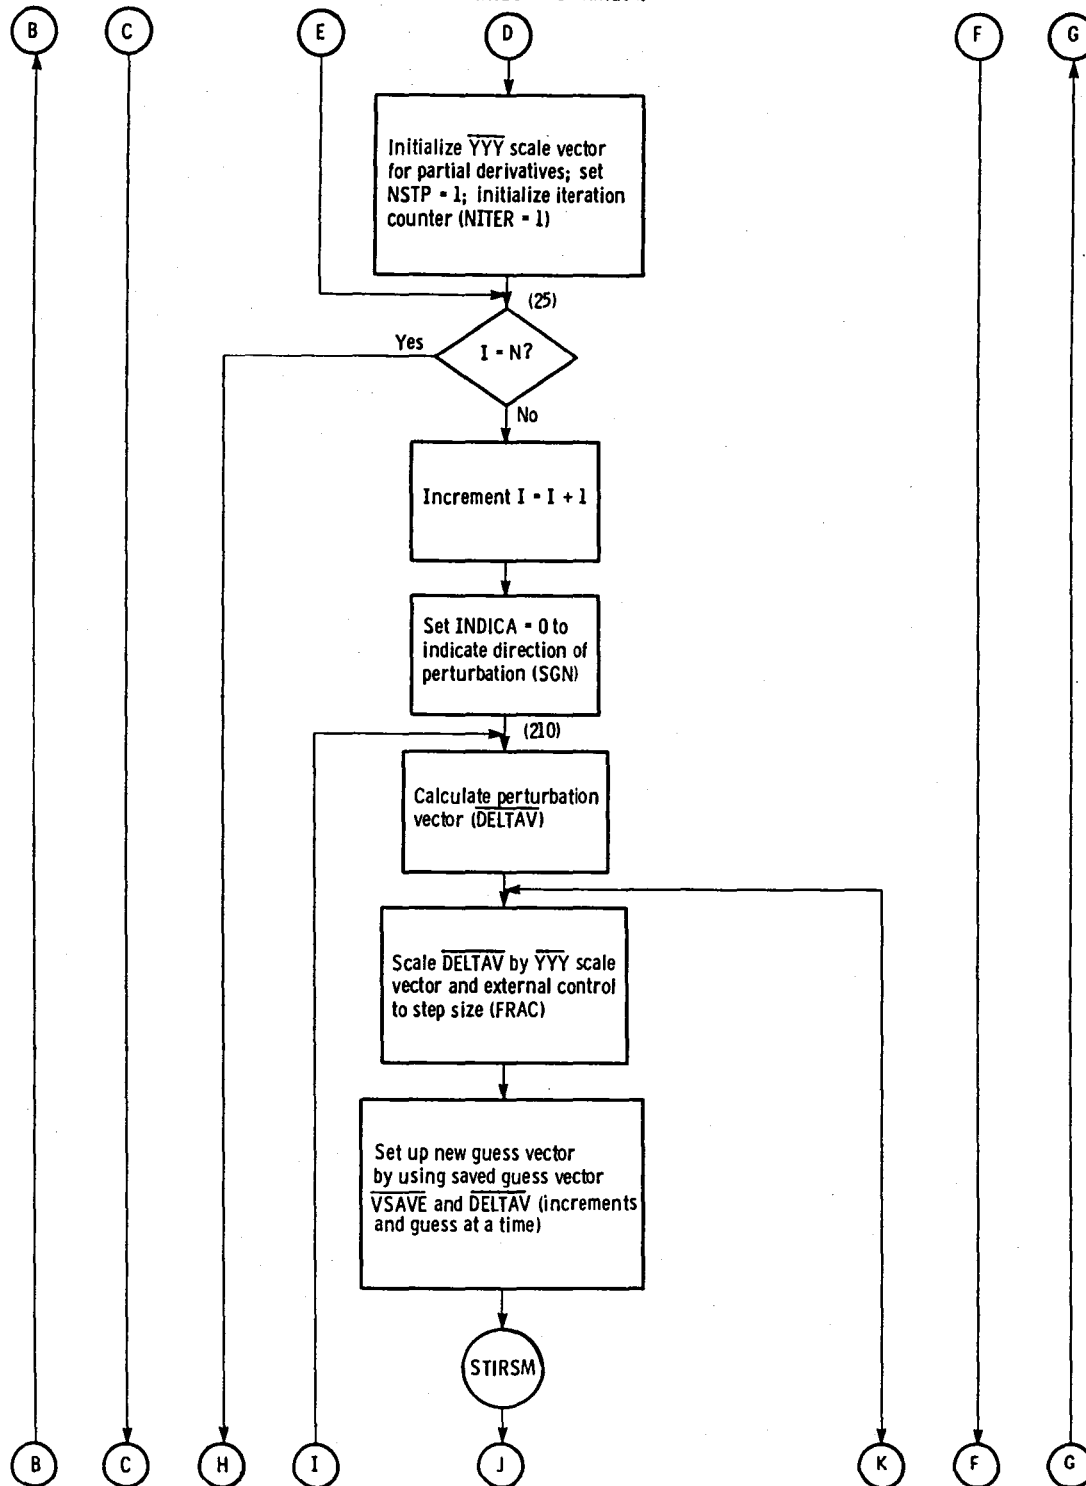 B
C
E
D
F
G
Initialize YYY scale vector
for partial derivatives; set
NSTP = 1; initialize iteration
counter (NITER = 1)
(25)
Yes
I = N?
No
Increment I = I + 1
Set INDICA = 0 to
indicate direction of
perturbation (SGN)
(210)
Calculate perturbation
vector (DELTAV)
Scale DELTAV by YYY scale
vector and external control
to step size (FRAC)
Set up new guess vector
by using saved guess vector
VSAVE and DELTAV (increments
and guess at a time)
STIRSM
B
C
H
I
J
K
F
G